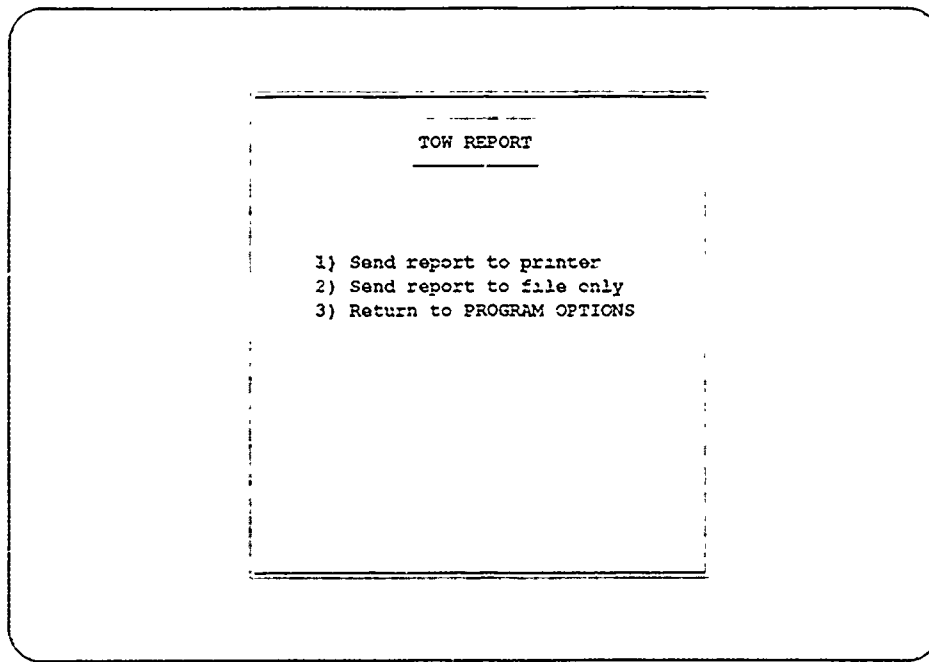 TOW REPORT
1) Send report to printer
2) Send report to file only
3) Return to PROGRAM OPTIONS